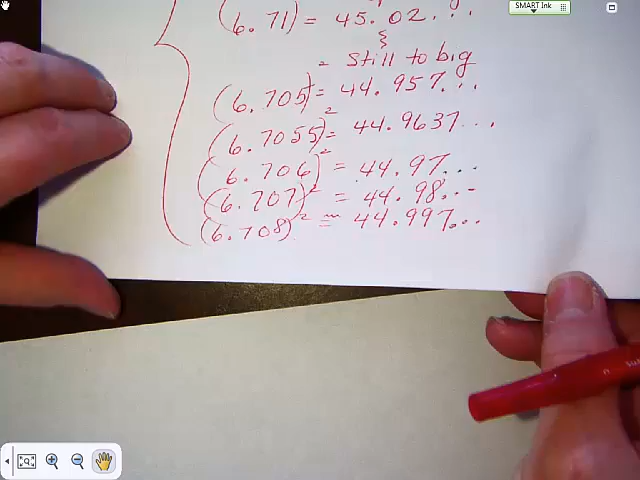 SMART Ink
(6.71) = 45.02...
= still to big
(6.705)² = 44.957...
(6.7055)² = 44.9637...
(6.706)² = 44.97...
(6.707)² = 44.98...
(6.708)² = 44.997...